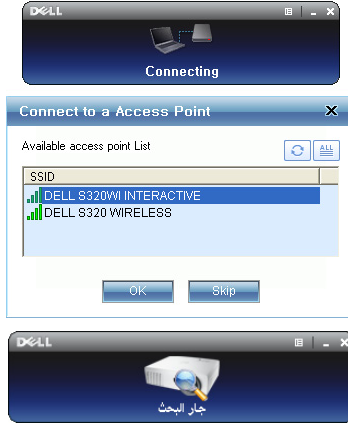 DELL
Connecting
Connect to a Access Point
Available access point List
ALL
SSID
DELL S320WI INTERACTIVE
DELL S320 WIRELESS
OK
Skip
DELL
جار البحث